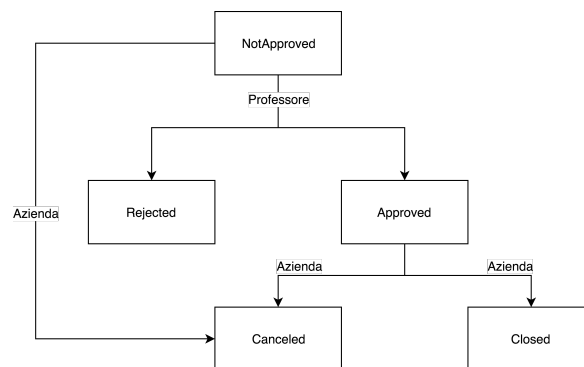 NotApproved
Professore
Rejected
Approved
Azienda
Azienda
Azienda
Canceled
Closed